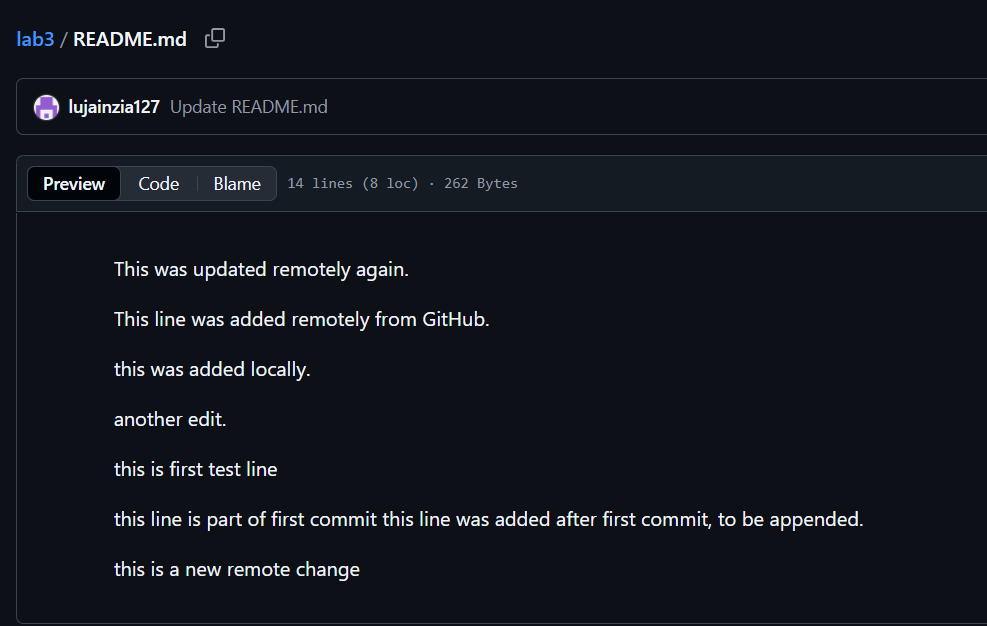 lab3 / README.md
lujainzia127 Update README.md
Preview Code Blame 14 lines (8 loc) · 262 Bytes
This was updated remotely again.
This line was added remotely from GitHub.
this was added locally.
another edit.
this is first test line
this line is part of first commit this line was added after first commit, to be appended.
this is a new remote change